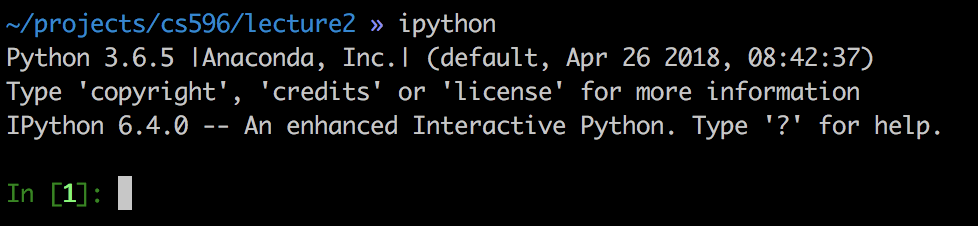 ~/projects/cs596/lecture2 » ipython
Python 3.6.5 |Anaconda, Inc.| (default, Apr 26 2018, 08:42:37)
Type 'copyright', 'credits' or 'license' for more information
IPython 6.4.0 -- An enhanced Interactive Python. Type '?' for help.
In [1]: